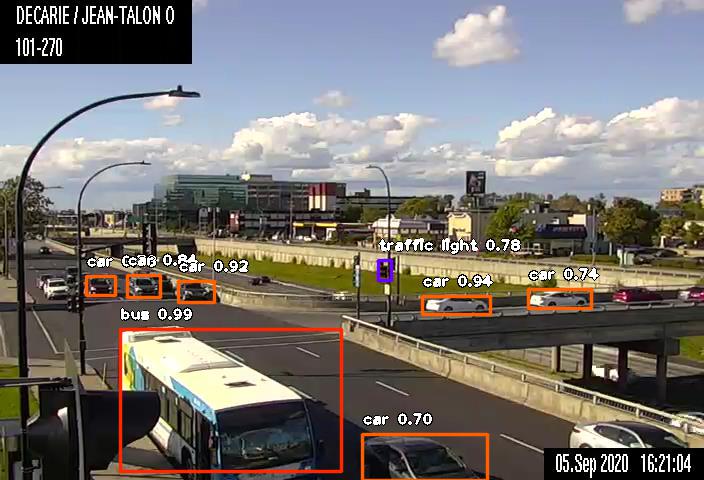 DECARIE / JEAN-TALON O
101-270
traffic light 0.78
car 0.84
car 0.92
car 0.94
car 0.74
bus 0.99
car 0.70
05.Sep 2020 16:21:04